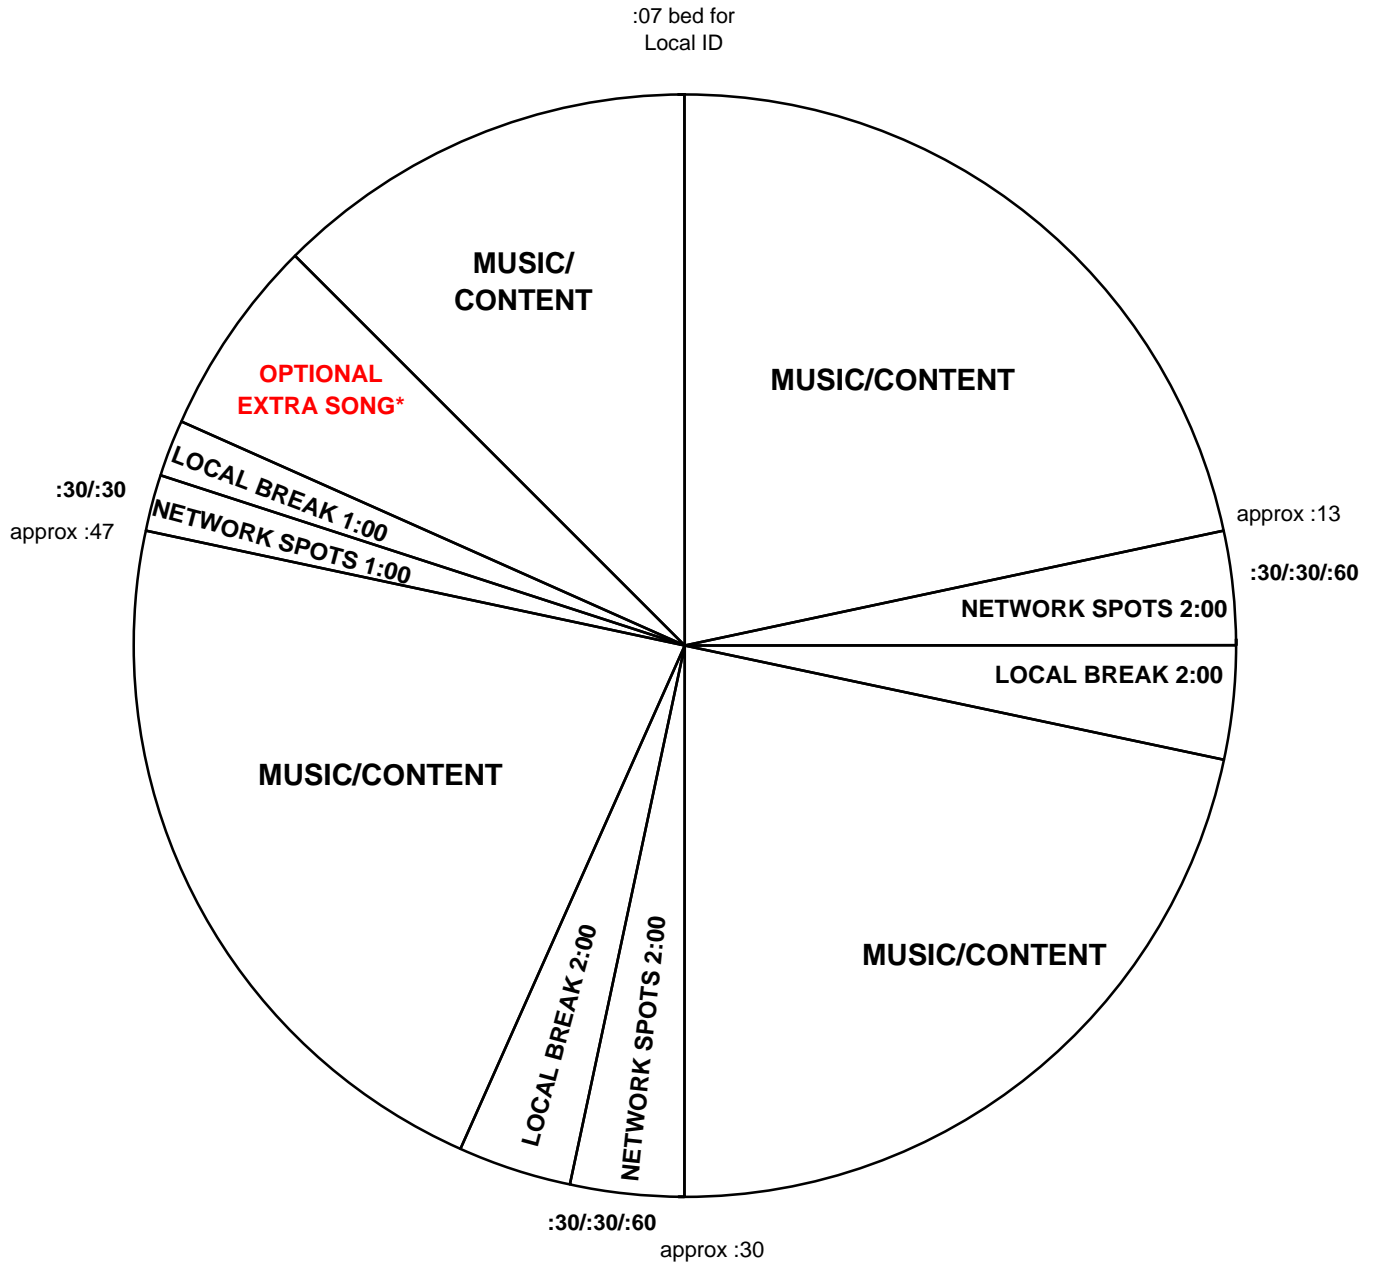 :07 bed for
Local ID
MUSIC/
CONTENT
MUSIC/CONTENT
OPTIONAL
EXTRA SONG*
LOCAL BREAK 1:00
:30/:30
NETWORK SPOTS 1:00
approx :47
approx :13
:30/:30/:60
NETWORK SPOTS 2:00
LOCAL BREAK 2:00
MUSIC/CONTENT
MUSIC/CONTENT
LOCAL BREAK 2:00
NETWORK SPOTS 2:00
:30/:30/:60
approx :30